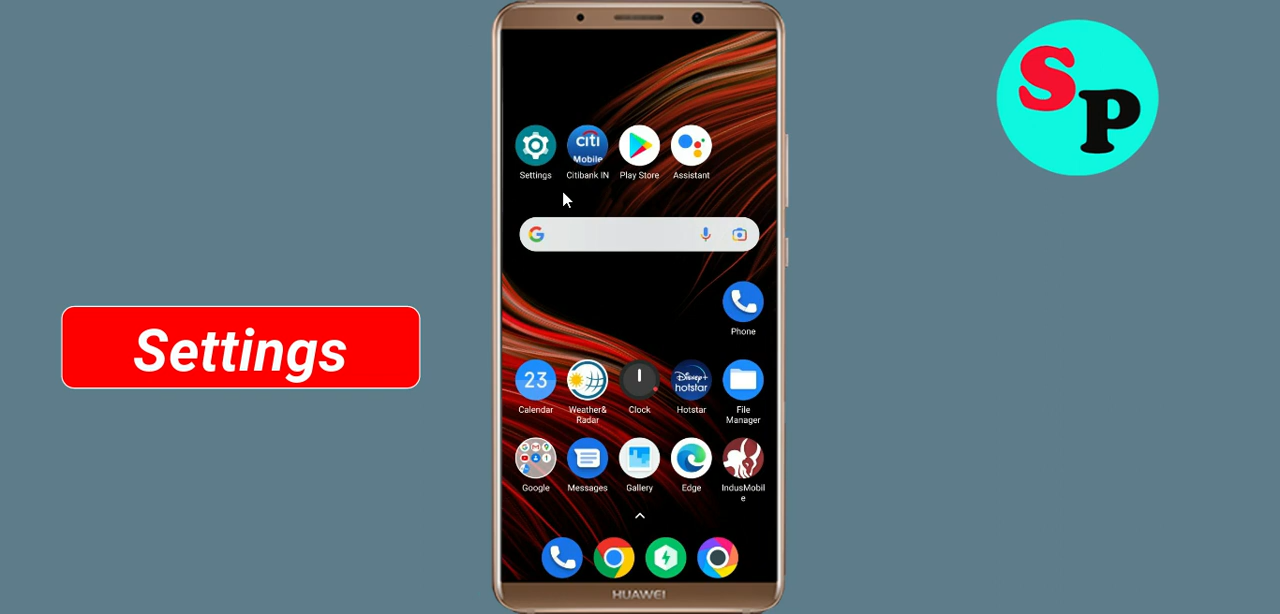 S
P
citi
Mobile
Settings
Citibank IN
Play Store
Assistant
Phone
Settings
23
Disney+
hotstar
Calendar
Weather&
Radar
Clock
Hotstar
File
Manager
Google
Messages
Gallery
Edge
IndusMobil
e
HUAWEI